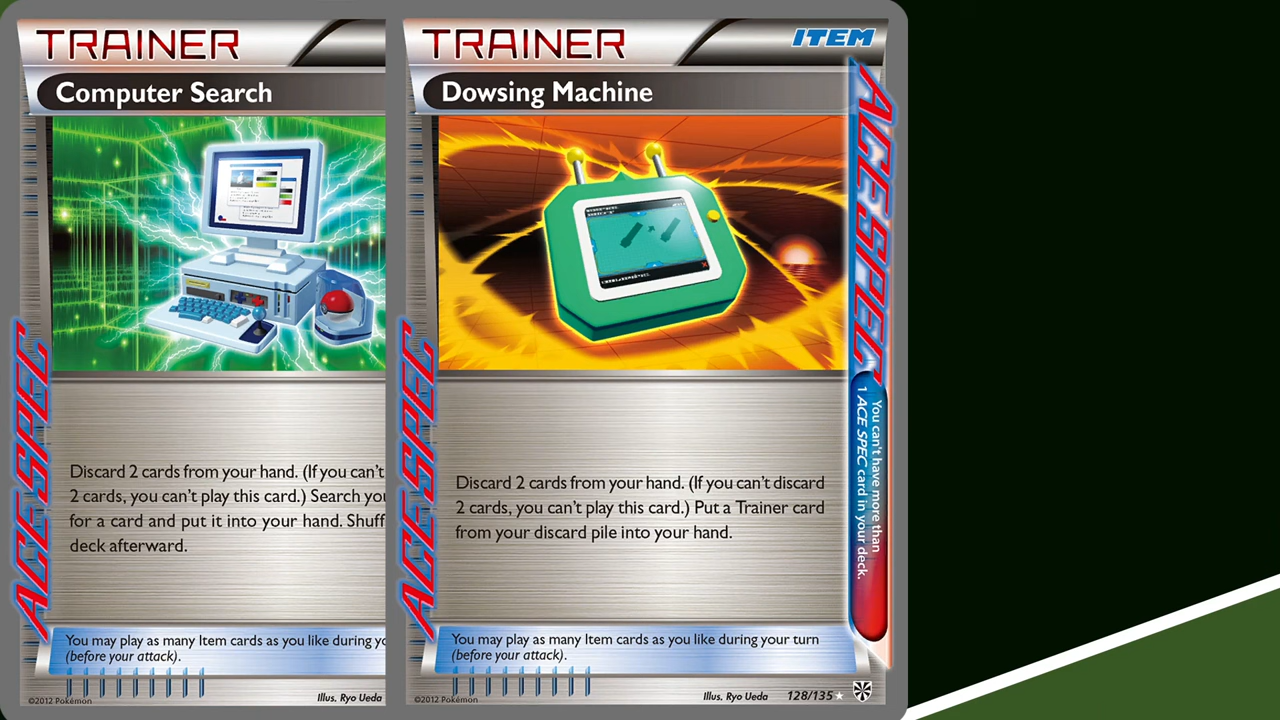 TRAINER
Computer Search
ACE SPEC
Discard 2 cards from your hand. (If you can't
2 cards, you can't play this card.) Search you
for a card and put it into your hand. Shuff
deck afterward.
You may play as many Item cards as you like during yo
(before your attack).
©2012 Pokémon
Illus. Ryo Ueda
TRAINER
ITEM
Dowsing Machine
ACE SPEC
ACE SPEC
Discard 2 cards from your hand. (If you can't discard
2 cards, you can't play this card.) Put a Trainer card
from your discard pile into your hand.
You can't have more than
1 ACE SPEC card in your deck.
You may play as many Item cards as you like during your turn
(before your attack).
©2012 Pokémon
Illus. Ryo Ueda
128/135